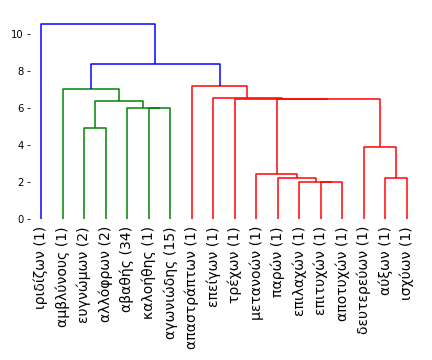 10
8
6
4
2
0
ιριδίζων (1)
αμβλύνους (1)
ευγνώμων (2)
αλλόφρων (2)
αβαθής (34)
καλοήθης (1)
αγωνιώδης (15)
απαστράπτων (1)
επείγων (1)
τρέχων (1)
μετανοών (1)
παρών (1)
επιλαχών (1)
επιτυχών (1)
αποτυχών (1)
δευτερεύων (1)
αύξων (1)
ισχύων (1)